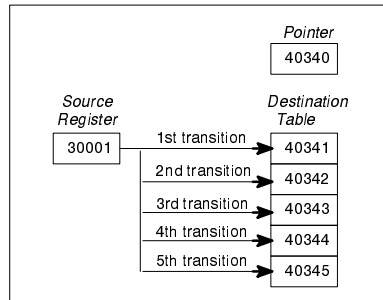 Pointer
40340
Source
Register
30001
Destination
Table
1st transition
40341
2nd transition
40342
3rd transition
40343
4th transition
40344
5th transition
40345